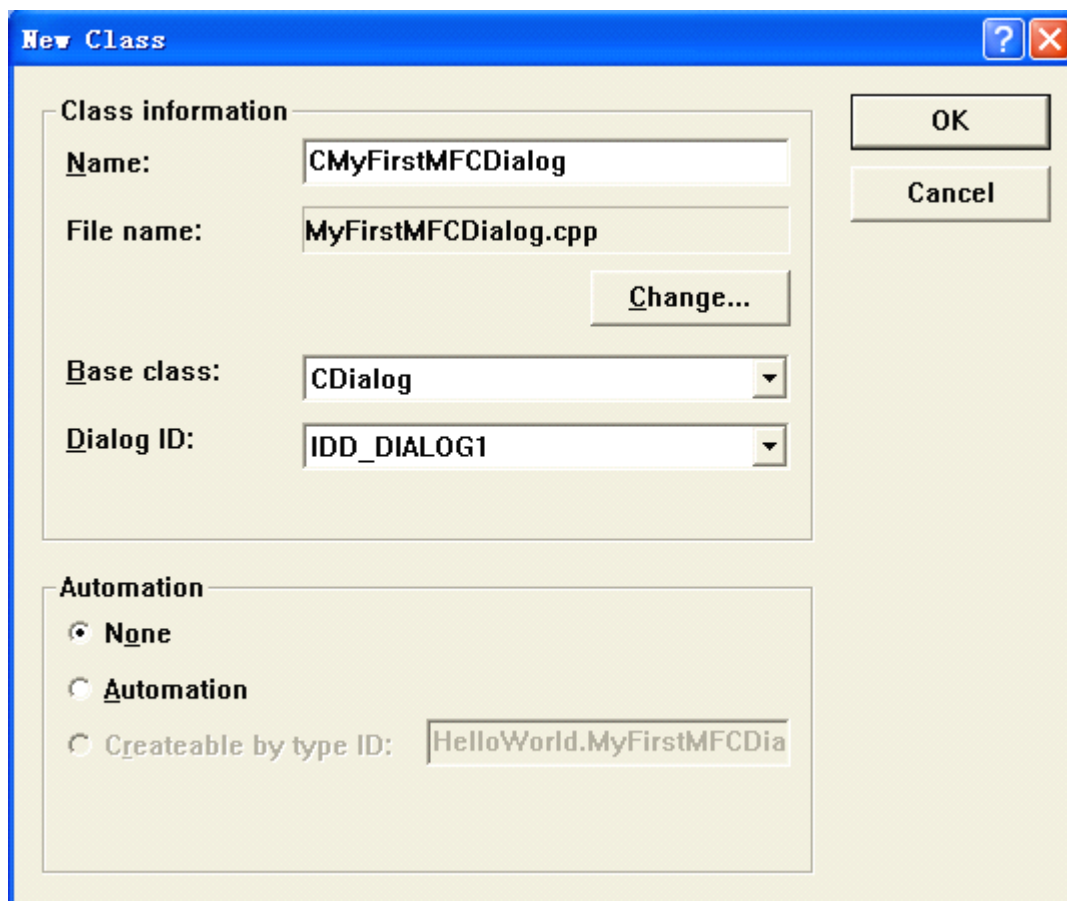 New Class
Class information
Name:
CMyFirstMFCDialog
File name:
MyFirstMFCDialog.cpp
Change...
Base class:
CDialog
Dialog ID:
IDD_DIALOG1
OK
Cancel
Automation
None
Automation
Createable by type ID:
HelloWorld.MyFirstMFCDia